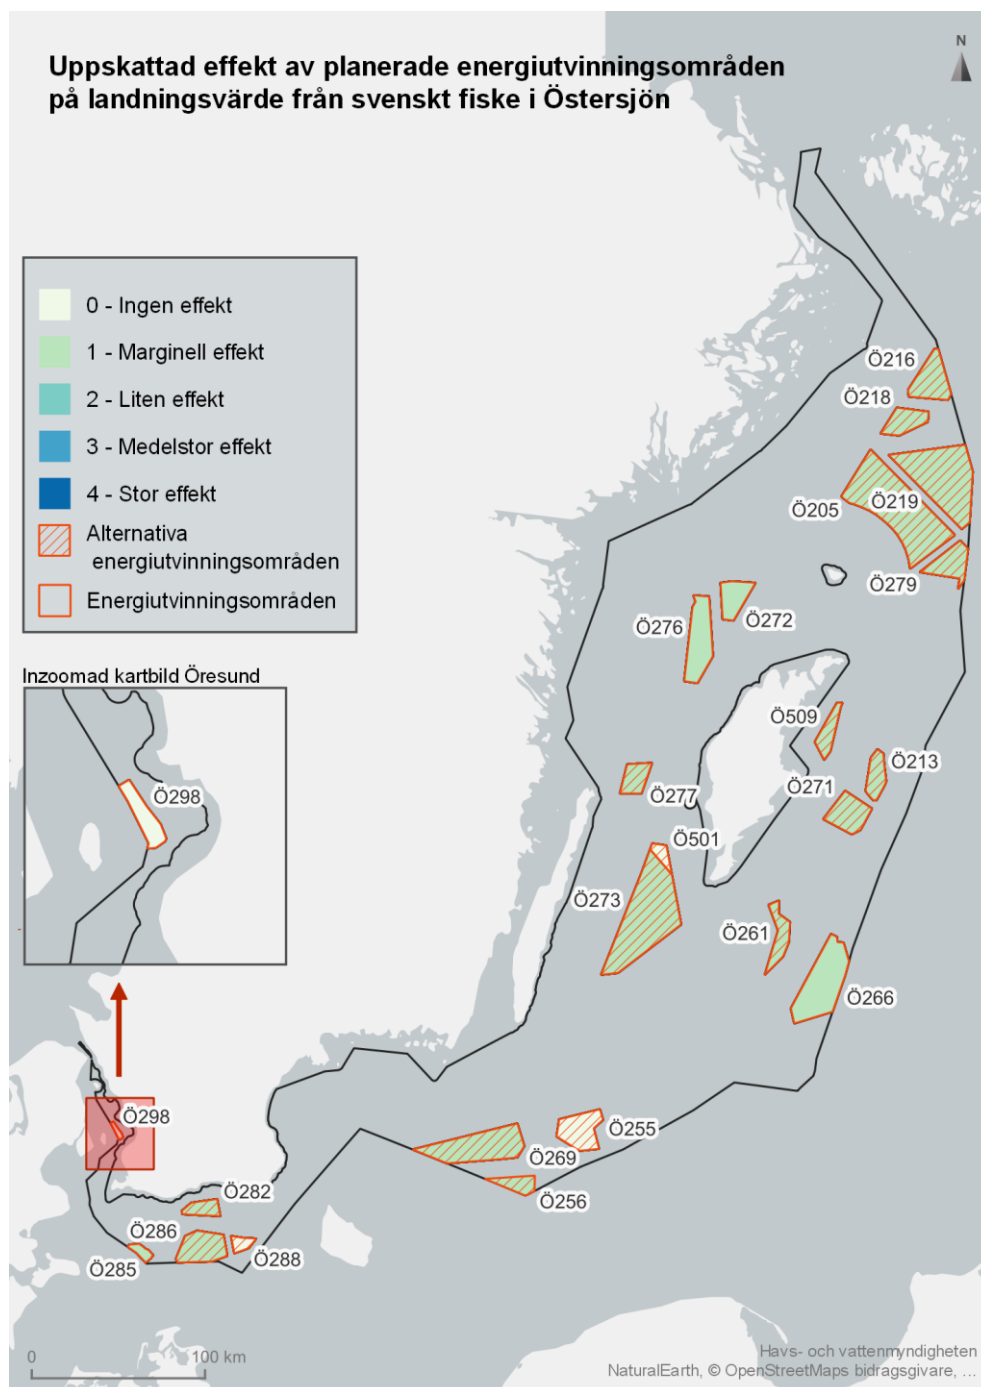 Uppskattad effekt av planerade energiutvinningsområden
på landningsvärde från svenskt fiske i Östersjön
N
0 - Ingen effekt
1 - Marginell effekt
2 - Liten effekt
3 - Medelstor effekt
4 - Stor effekt
Alternativa
energiutvinningsområden
Energiutvinningsområden
Inzoomad kartbild Öresund
Ö298
Ö216
Ö218
Ö219
Ö205
Ö279
Ö272
Ö276
Ö509
Ö213
Ö271
Ö277
Ö501
Ö273
Ö261
Ö266
Ö298
Ö255
Ö269
Ö256
Ö282
Ö286
Ö288
Ö285
0
100 km
Havs- och vattenmyndigheten
NaturalEarth, © OpenStreetMaps bidragsgivare, ...